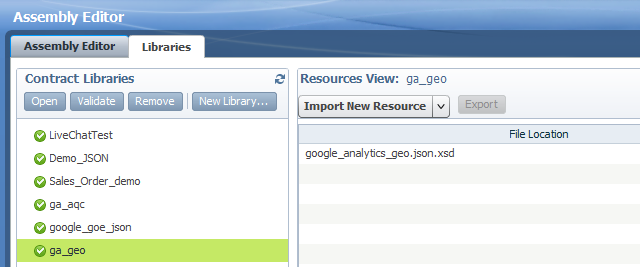 Assembly Editor
Assembly Editor Libraries
Contract Libraries
Open Validate Remove New Library...
LiveChatTest
Demo_JSON
Sales_Order_demo
ga_aqc
google_goe_json
ga_geo
Resources View: ga_geo
Import New Resource Export
File Location
google_analytics_geo.json.xsd